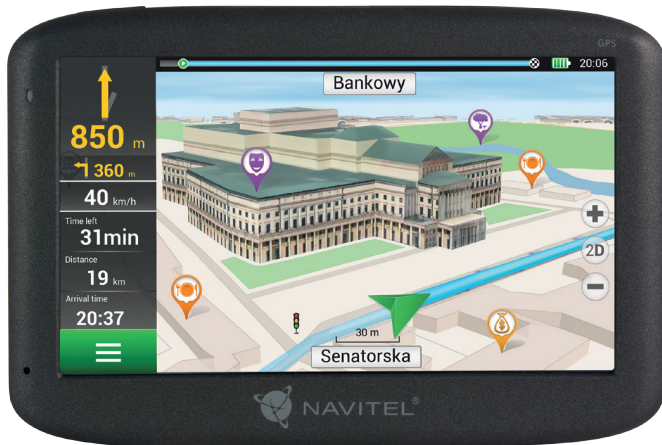 GPS
20:06
Bankowy
850 m
360 m
40 km/h
Time left
31min
Distance
19 km
Arrival time
20:37
2D
30 m
Senatorska
NAVITEL®